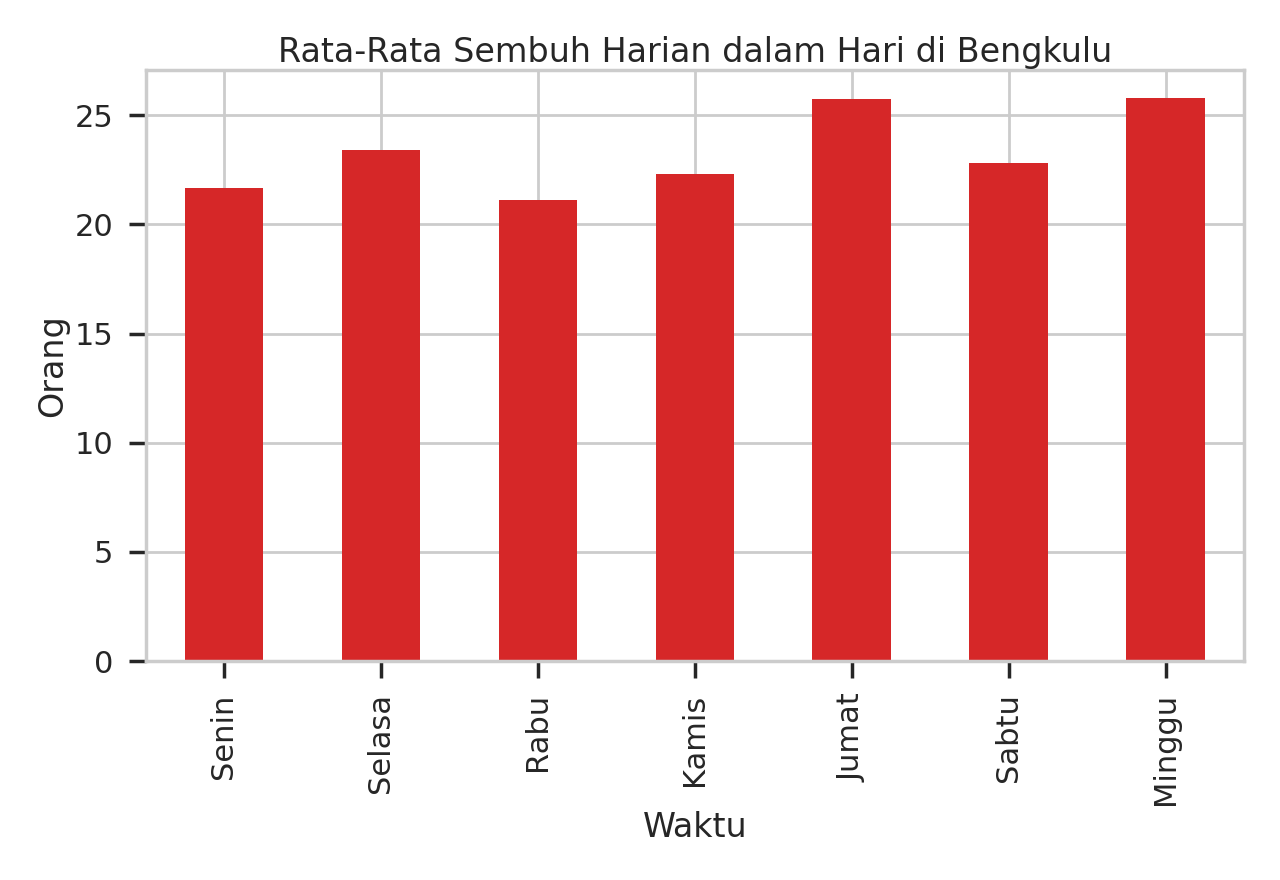 Rata-Rata Sembuh Harian dalam Hari di Bengkulu
Orang
25
20
15
10
5
0
Senin
Selasa
Rabu
Kamis
Jumat
Sabtu
Minggu
Waktu